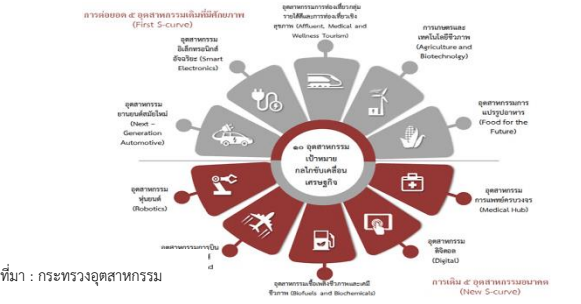 การต่อยอด ๕ อุตสาหกรรมเดิมที่มีศักยภาพ
(First S-curve)
อุตสาหกรรมการท่องเที่ยวกลุ่ม
รายได้ดีและการท่องเที่ยวเชิง
สุขภาพ (Affluent, Medical and
Wellness Tourism)
การเกษตรและ
เทคโนโลยีชีวภาพ
(Agriculture and
Biotechnolgy)
อุตสาหกรรม
อิเล็กทรอนิกส์
อัจฉริยะ (Smart
Electronics)
อุตสาหกรรม
ยานยนต์สมัยใหม่
(Next –
Generation
Automotive)
อุตสาหกรรมการ
แปรรูปอาหาร
(Food for the
Future)
๑๐ อุตสาหกรรม
เป้าหมาย
กลไกขับเคลื่อน
เศรษฐกิจ
อุตสาหกรรม
หุ่นยนต์
(Robotics)
อุตสาหกรรม
การแพทย์ครบวงจร
(Medical Hub)
อุตสาหกรรมการบิน
อุตสาหกรรม
ดิจิตอล
(Digital)
อุตสาหกรรมเชื้อเพลิงชีวภาพและเคมี
ชีวภาพ (Biofuels and Biochemicals)
ที่มา : กระทรวงอุตสาหกรรม
การเติม ๕ อุตสาหกรรมอนาคต
(New S-curve)